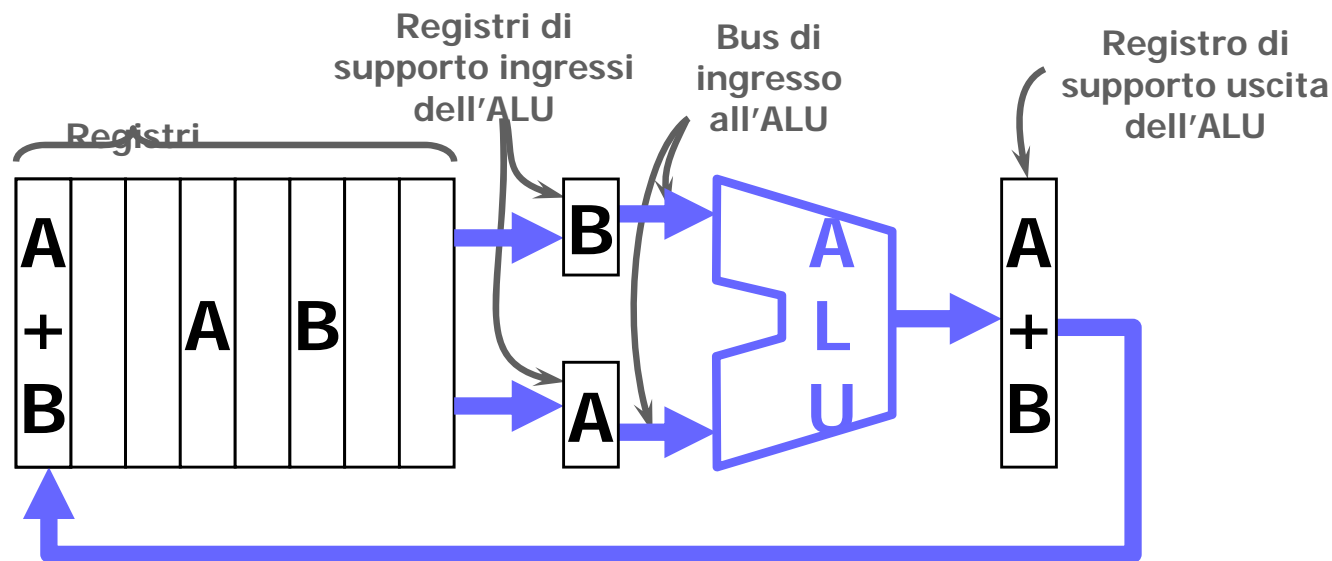 Registri di
supporto ingressi
dell'ALU
Bus di
ingresso
all'ALU
Registro di
supporto uscita
dell'ALU
Registri
A
+
B
A
B
B
A
A
L
U
A
+
B